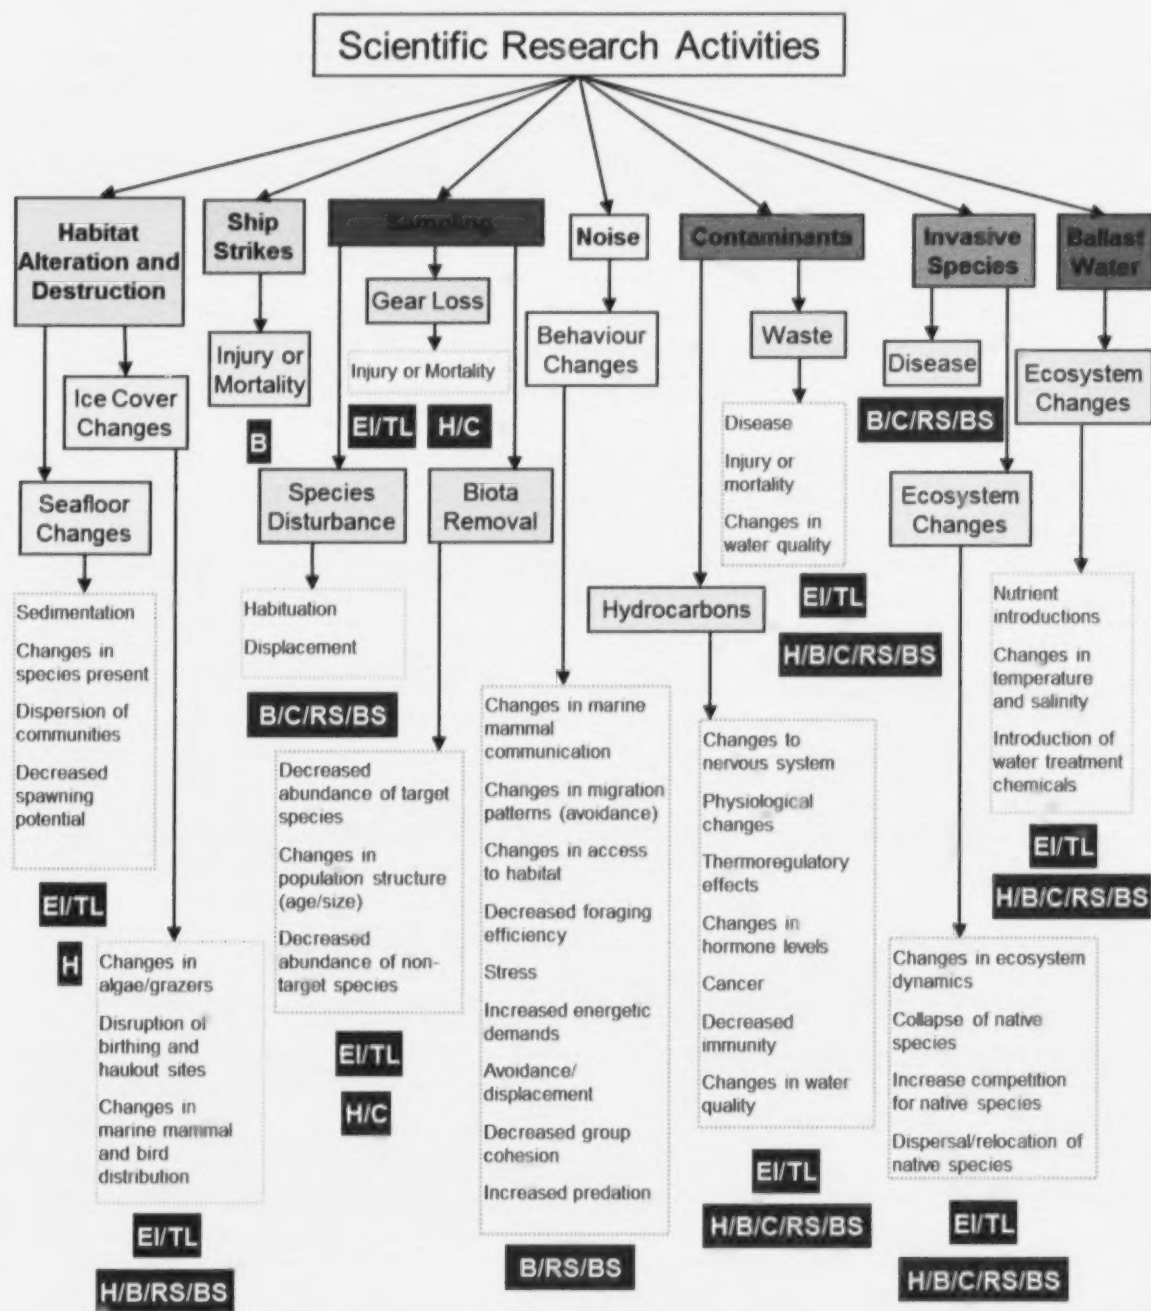 Scientific Research Activities
Habitat
Alteration and
Destruction
Ship
Strikes
Sampling
Noise
Contaminants
Invasive
Species
Ballast
Water
Gear Loss
Behaviour
Changes
Waste
Disease
Ecosystem
Changes
Injury or
Mortality
Injury or Mortality
Ice Cover
Changes
B
EI/TL
H/C
Disease
Injury or
mortality
Changes in
water quality
B/C/RS/BS
Seafloor
Changes
Species
Disturbance
Biota
Removal
Ecosystem
Changes
Hydrocarbons
EI/TL
H/B/C/RS/BS
Sedimentation
Changes in
species present
Dispersion of
communities
Decreased
spawning
potential
EI/TL
H
Habituation
Displacement
B/C/RS/BS
Nutrient
introductions
Changes in
temperature
and salinity
Introduction of
water treatment
chemicals
EI/TL
H/B/C/RS/BS
Decreased
abundance of target
species
Changes in
population structure
(age/size)
Decreased
abundance of non-
target species
EI/TL
H/C
Changes in marine
mammal
communication
Changes in migration
patterns (avoidance)
Changes in access
to habitat
Decreased foraging
efficiency
Stress
Increased energetic
demands
Avoidance/
displacement
Decreased group
cohesion
Increased predation
B/RS/BS
Changes to
nervous system
Physiological
changes
Thermoregulatory
effects
Changes in
hormone levels
Cancer
Decreased
immunity
Changes in water
quality
EI/TL
H/B/C/RS/BS
Changes in
algae/grazers
Disruption of
birthing and
haulout sites
Changes in
marine mammal
and bird
distribution
EI/TL
H/B/RS/BS
Changes in ecosystem
dynamics
Collapse of native
species
Increase competition
for native species
Dispersal/relocation of
native species
EI/TL
H/B/C/RS/BS